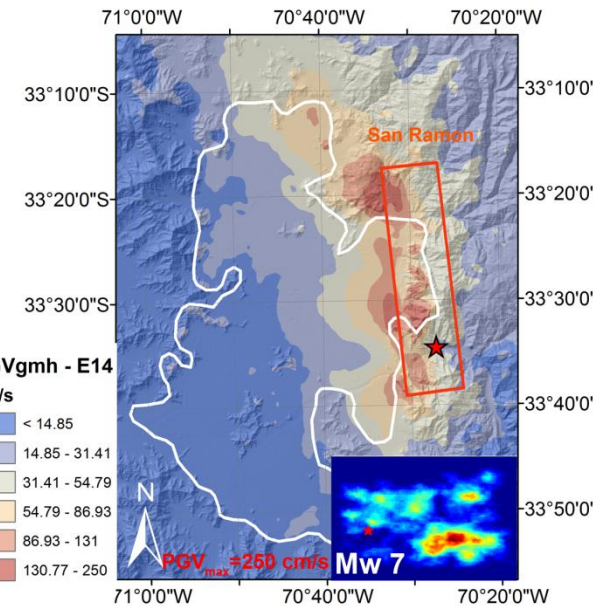 71°0'0"W 70°40'0"W 70°20'0"W
33°10'0"S 33°10'0"
33°20'0"S 33°20'0"
33°30'0"S 33°30'0"
33°40'0"
33°50'0"
San Ramon
Vgmh - E14
/s
< 14.85
14.85 - 31.41
31.41 - 54.79
54.79 - 86.93
86.93 - 131
130.77 - 250
N
PGVmax=250 cm/s
Mw 7
71°0'0"W 70°40'0"W 70°20'0"W